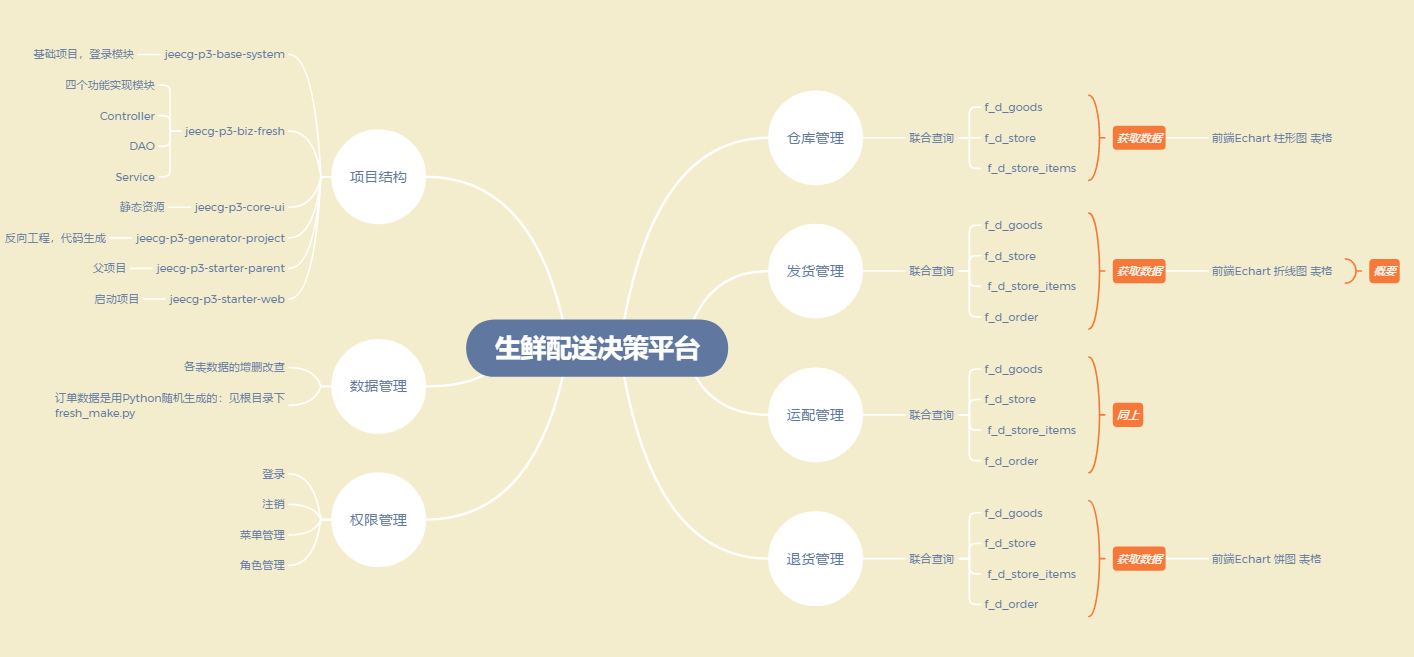 生鲜配送决策平台
项目结构
jeecg-p3-base-system
基础项目，登录模块
jeecg-p3-biz-fresh
四个功能实现模块
Controller
DAO
Service
jeecg-p3-core-ui
静态资源
jeecg-p3-generator-project
反向工程，代码生成
jeecg-p3-starter-parent
父项目
jeecg-p3-starter-web
启动项目
数据管理
各表数据的增删改查
订单数据是用Python随机生成的：见根目录下
fresh_make.py
权限管理
登录
注销
菜单管理
角色管理
仓库管理
联合查询
f_d_goods
f_d_store
f_d_store_items
获取数据
前端Echart 柱形图 表格
发货管理
联合查询
f_d_goods
f_d_store
f_d_store_items
f_d_order
获取数据
前端Echart 折线图 表格
概要
运配管理
联合查询
f_d_goods
f_d_store
f_d_store_items
f_d_order
同上
退货管理
联合查询
f_d_goods
f_d_store
f_d_store_items
f_d_order
获取数据
前端Echart 饼图 表格